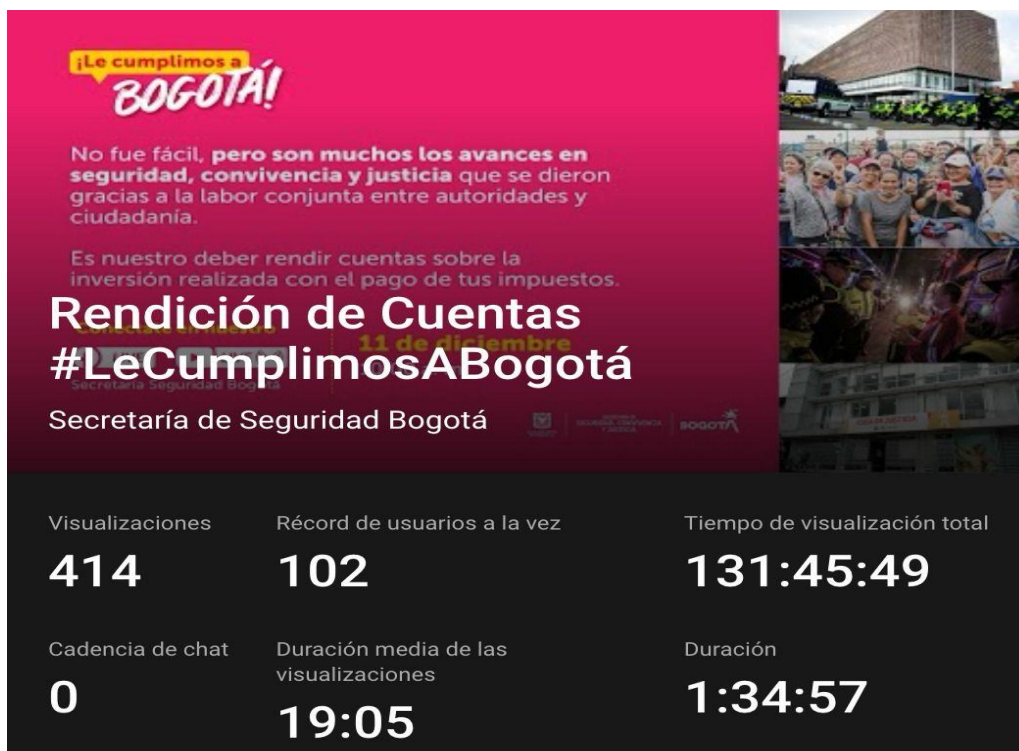 ¡Le cumplimos a
BOGOTÁ!
No fue fácil, pero son muchos los avances en
seguridad, convivencia y justicia que se dieron
gracias a la labor conjunta entre autoridades y
ciudadanía.
Es nuestro deber rendir cuentas sobre la
inversión realizada con el pago de tus impuestos.
Rendición de Cuentas
11 de diciembre
#LeCumplimosABogotá
Secretaría Seguridad Bogotá
Secretaría de Seguridad Bogotá
BOGOTÁ
Visualizaciones
414
Récord de usuarios a la vez
102
Tiempo de visualización total
131:45:49
Cadencia de chat
0
Duración media de las
visualizaciones
19:05
Duración
1:34:57